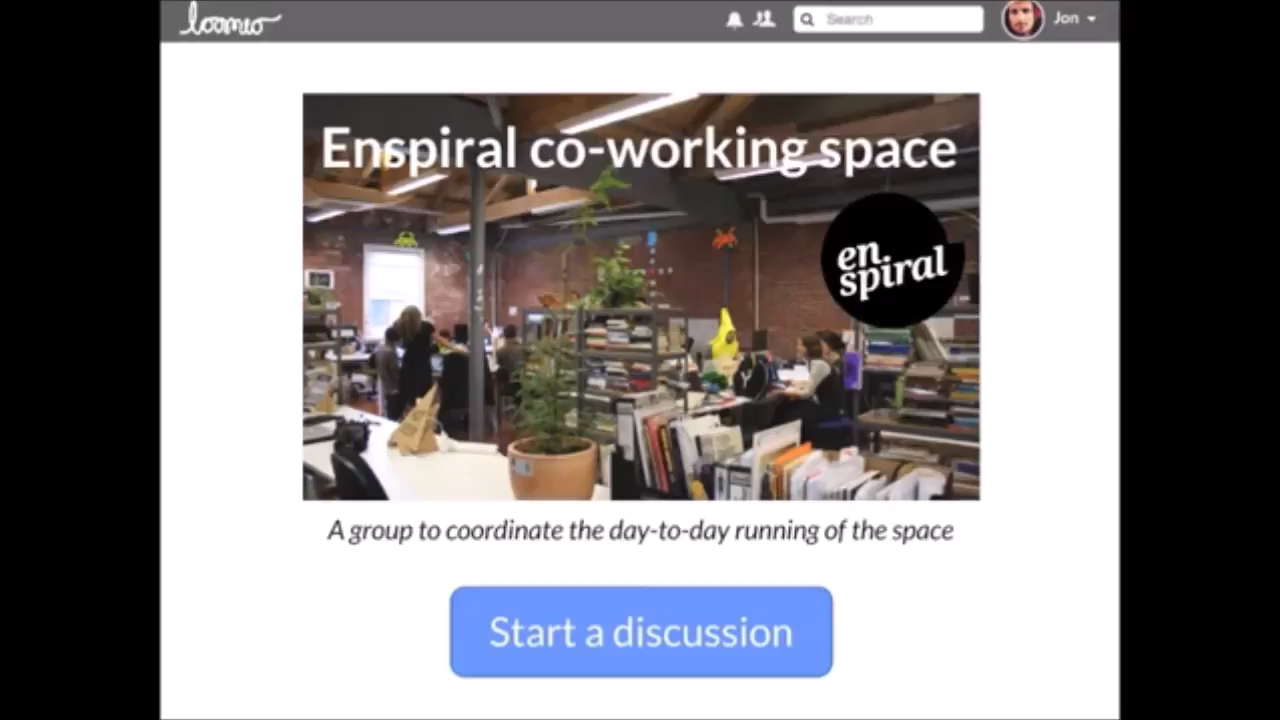 loomio
Search
Jon
Enspiral co-working space
en.
spiral
A group to coordinate the day-to-day running of the space
Start a discussion